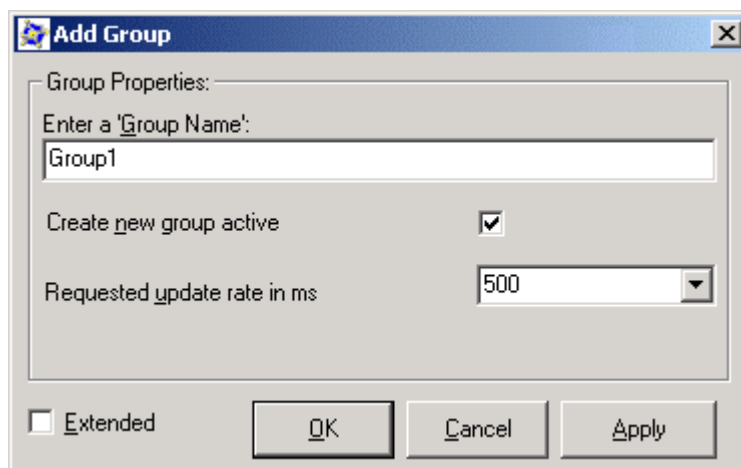 Add Group
Group Properties:
Enter a 'Group Name':
Group1
Create new group active
Requested update rate in ms
500
Extended
OK
Cancel
Apply